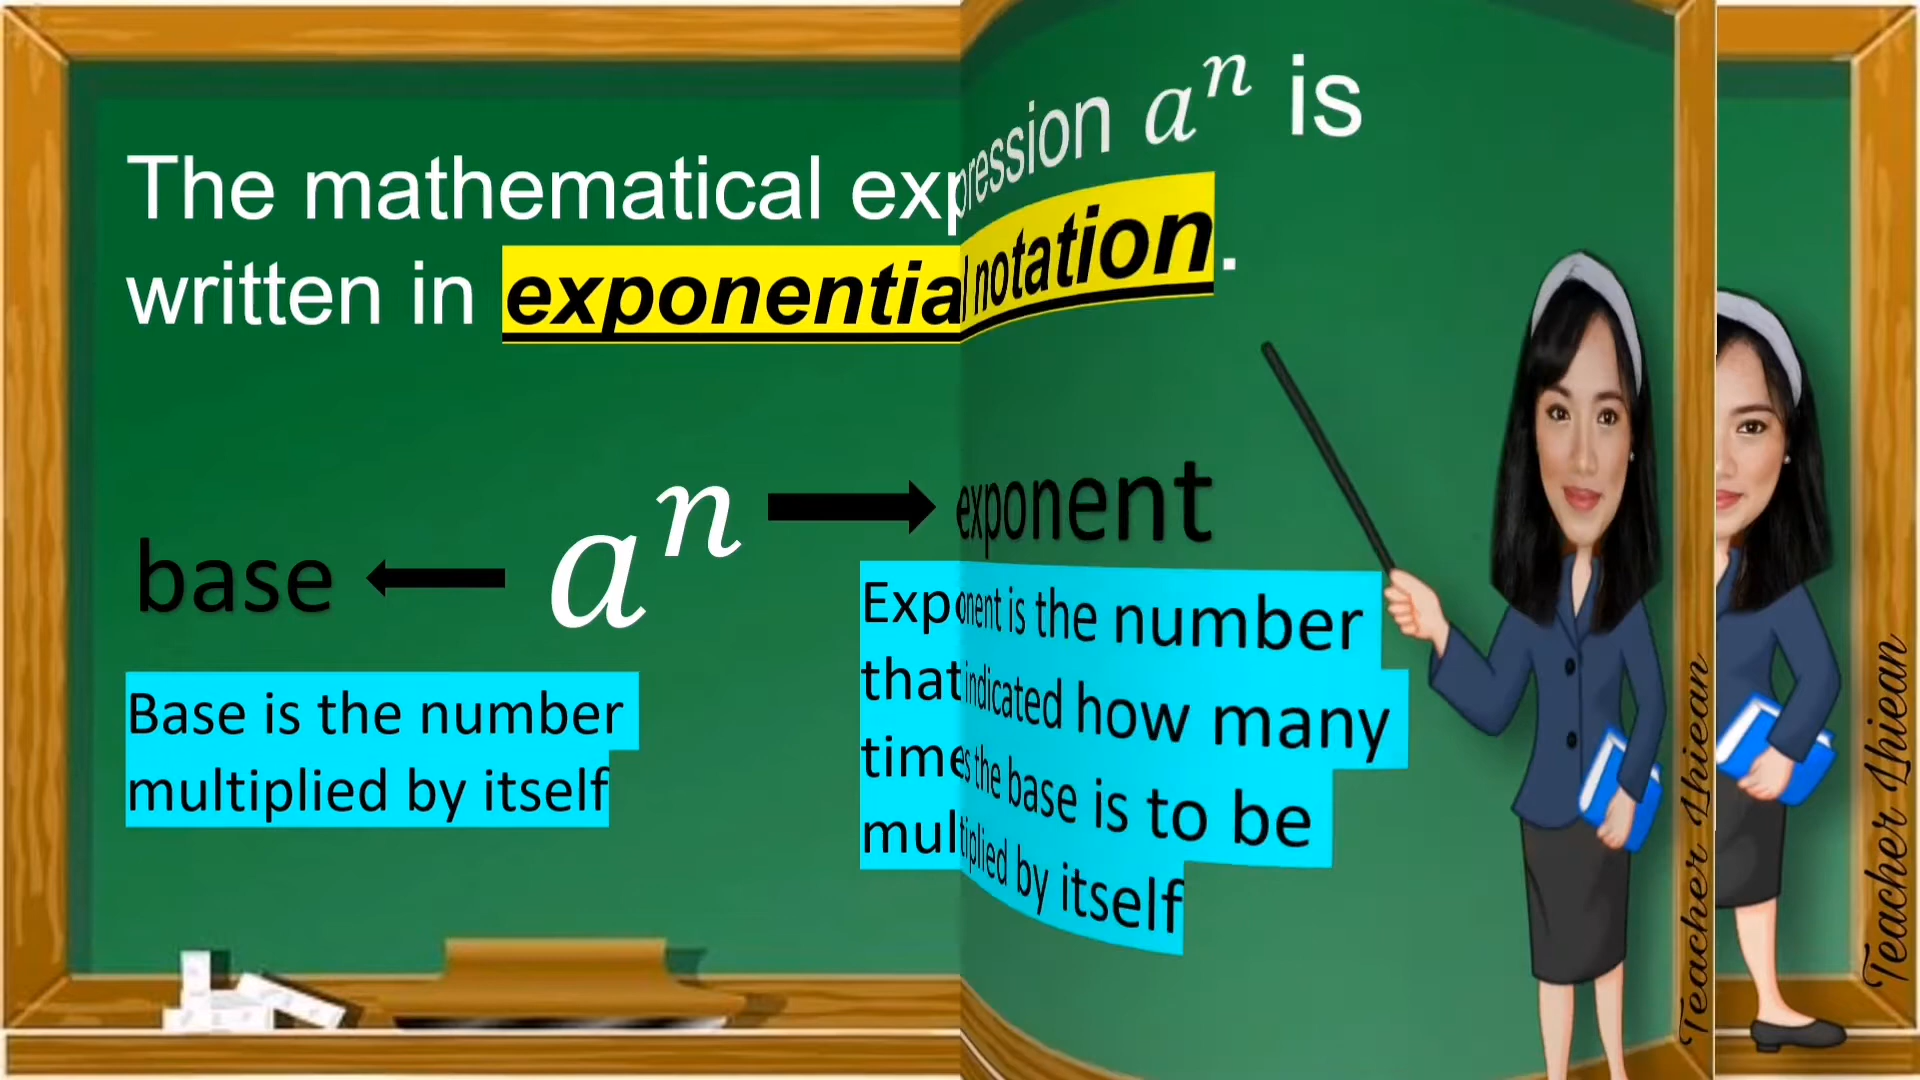 The mathematical expression aⁿ is
written in exponential notation.
base
aⁿ
exponent
Base is the number
multiplied by itself
Exponent is the number
that indicated how many
times the base is to be
multiplied by itself
Teacher Jhiean
Teacher Jhiean